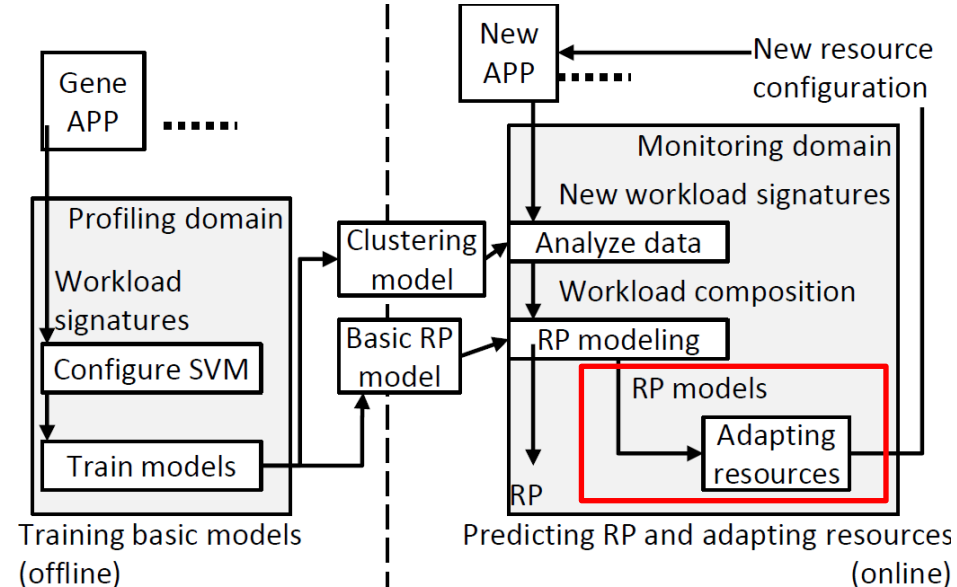 Gene
APP
Profiling domain
Workload
signatures
Configure SVM
Train models
Training basic models
(offline)
Clustering
model
Basic RP
model
New
APP
New resource
configuration
Monitoring domain
New workload signatures
Analyze data
Workload composition
RP modeling
RP models
Adapting
resources
RP
Predicting RP and adapting resources
(online)